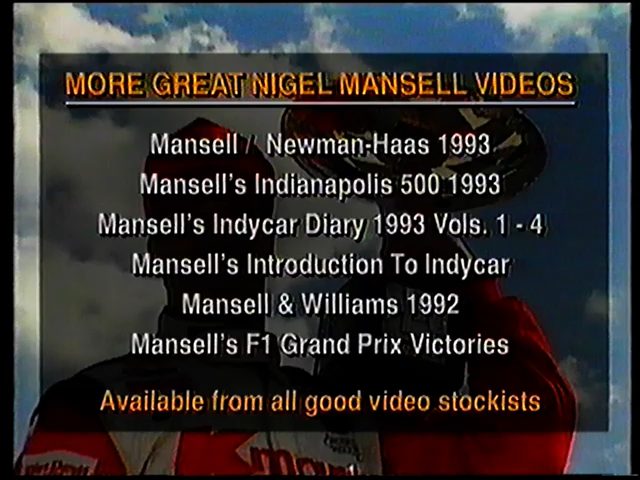 MORE GREAT NIGEL MANSELL VIDEOS
Mansell / Newman-Haas 1993
Mansell's Indianapolis 500 1993
Mansell's Indycar Diary 1993 Vols. 1 - 4
Mansell's Introduction To Indycar
Mansell & Williams 1992
Mansell's F1 Grand Prix Victories
Available from all good video stockists